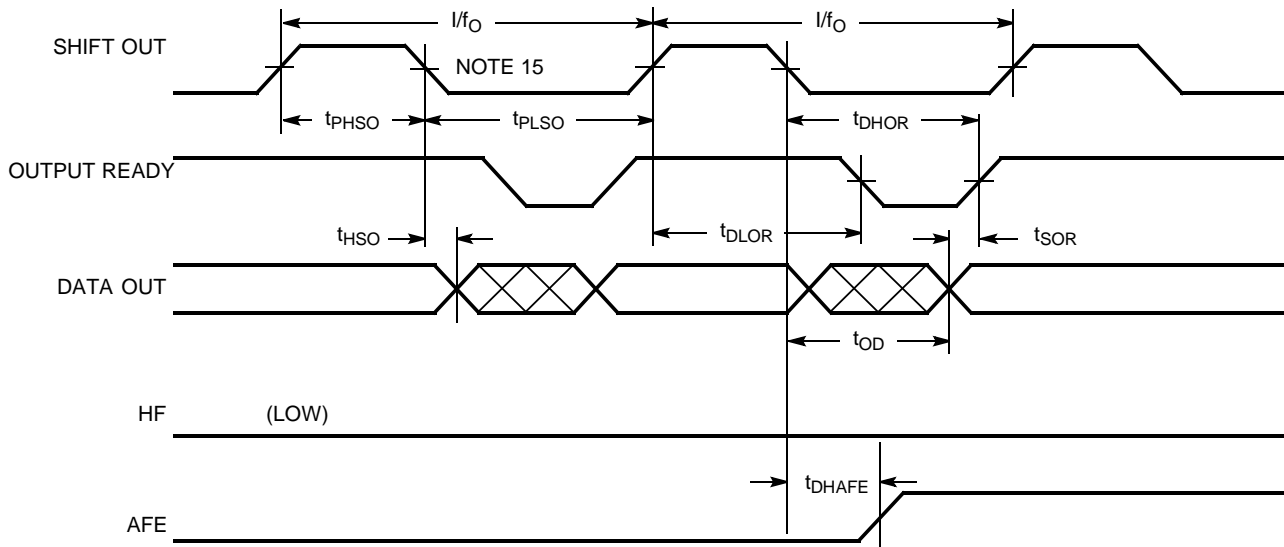 I/fO I/fO
SHIFT OUT
NOTE 15
tPHSO tPLSO tDHOR
OUTPUT READY
tHSO tDLOR tSOR
DATA OUT
tOD
HF (LOW)
tDHAFE
AFE